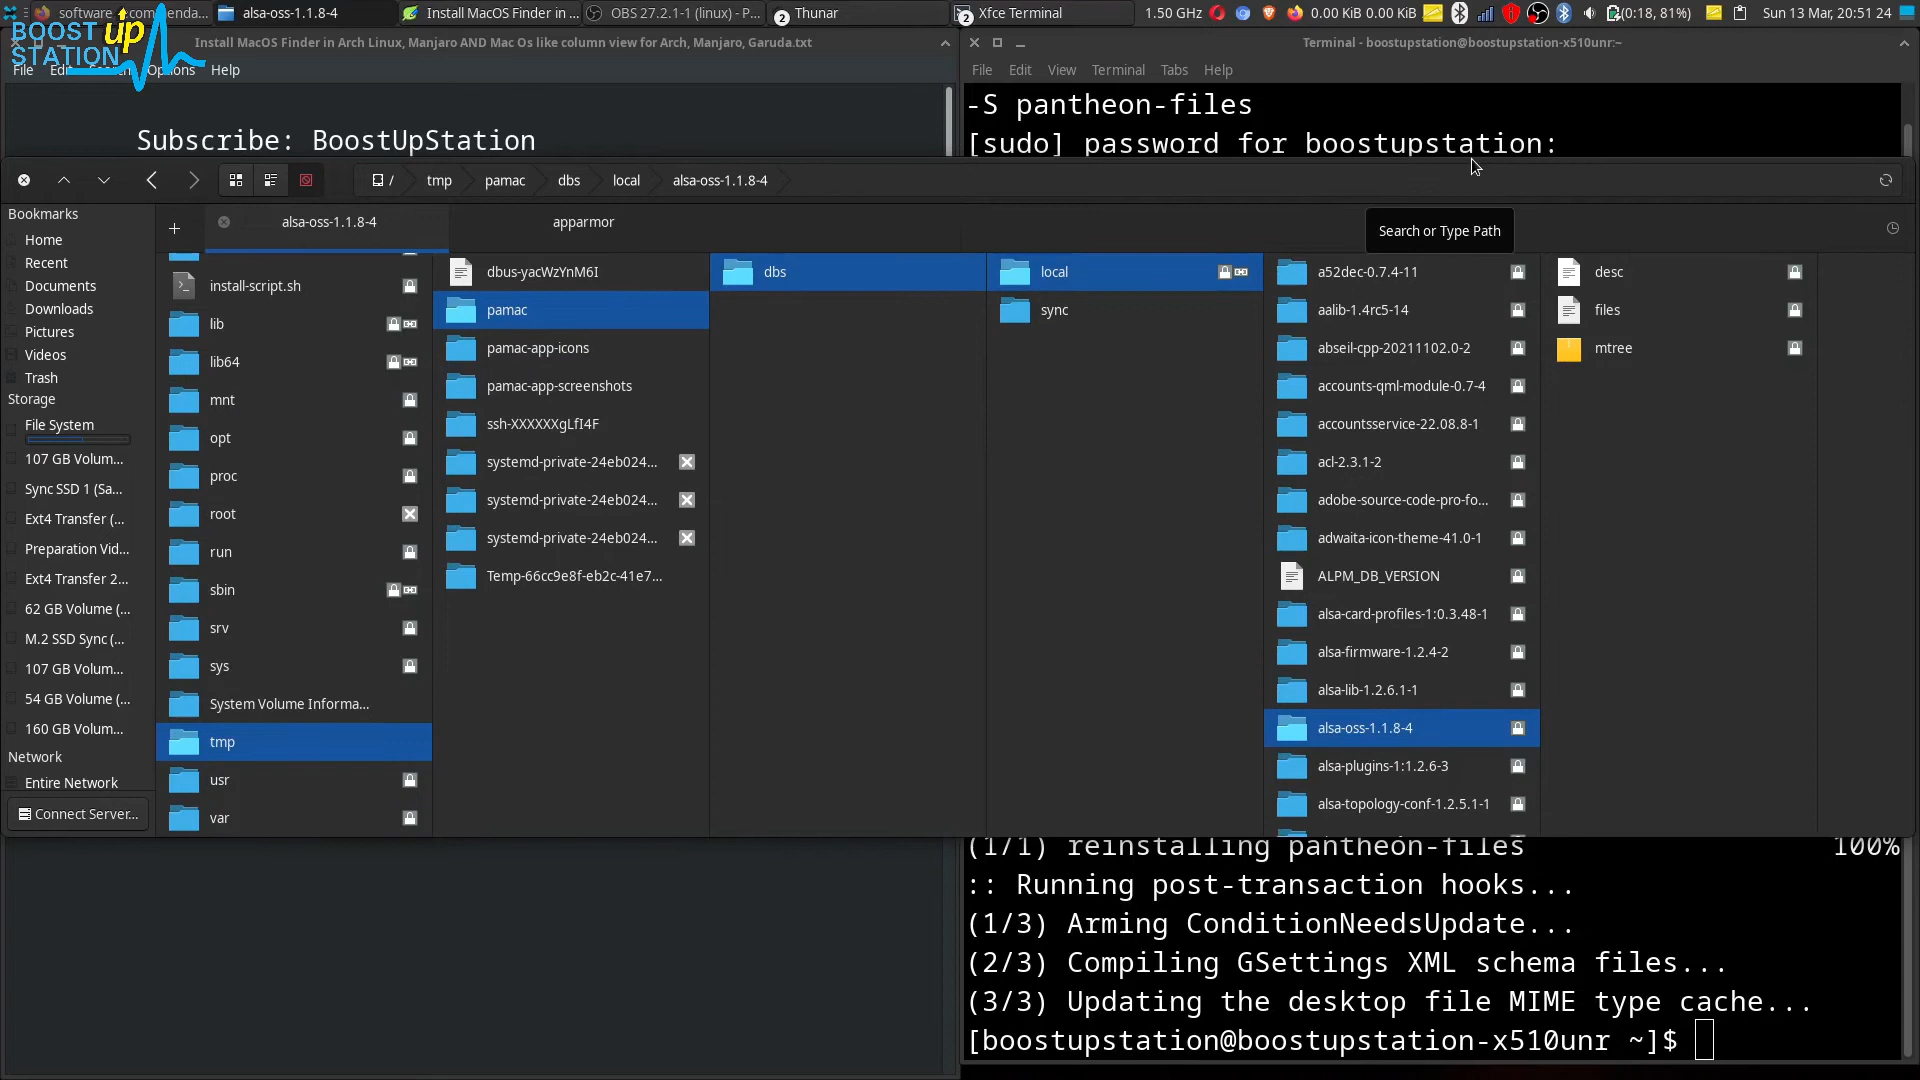 software recommenda...
alsa-oss-1.1.8-4
Install MacOS Finder in ...
OBS 27.2.1-1 (linux) - P...
2 Thunar
2 Xfce Terminal
1.50 GHz
0.00 KiB 0.00 KiB
(0:18, 81%)
Sun 13 Mar, 20:51 24
BOOST up
STATION
Install MacOS Finder in Arch Linux, Manjaro AND Mac Os like column view for Arch, Manjaro, Garuda.txt
File Edit Search Options Help
Subscribe: BoostUpStation
Terminal - boostupstation@boostupstation-x510unr:~
File Edit View Terminal Tabs Help
-S pantheon-files
[sudo] password for boostupstation:
/ tmp pamac dbs local alsa-oss-1.1.8-4
+ alsa-oss-1.1.8-4 apparmor
Search or Type Path
Bookmarks
Home
Recent
Documents
Downloads
Pictures
Videos
Trash
Storage
File System
107 GB Volum...
Sync SSD 1 (Sa...
Ext4 Transfer (...
Preparation Vid...
Ext4 Transfer 2...
62 GB Volume (...
M.2 SSD Sync (...
107 GB Volum...
54 GB Volume (...
160 GB Volum...
Network
Entire Network
Connect Server...
install-script.sh
lib
lib64
mnt
opt
proc
root
run
sbin
srv
sys
System Volume Informa...
tmp
usr
var
dbus-yacWzYnM6I
pamac
pamac-app-icons
pamac-app-screenshots
ssh-XXXXXXgLfI4F
systemd-private-24eb024...
systemd-private-24eb024...
systemd-private-24eb024...
Temp-66cc9e8f-eb2c-41e7...
dbs
local
sync
a52dec-0.7.4-11
aalib-1.4rc5-14
abseil-cpp-20211102.0-2
accounts-qml-module-0.7-4
accountsservice-22.08.8-1
acl-2.3.1-2
adobe-source-code-pro-fo...
adwaita-icon-theme-41.0-1
ALPM_DB_VERSION
alsa-card-profiles-1:0.3.48-1
alsa-firmware-1.2.4-2
alsa-lib-1.2.6.1-1
alsa-oss-1.1.8-4
alsa-plugins-1:1.2.6-3
alsa-topology-conf-1.2.5.1-1
desc
files
mtree
(1/1) reinstalling pantheon-files 100%
:: Running post-transaction hooks...
(1/3) Arming ConditionNeedsUpdate...
(2/3) Compiling GSettings XML schema files...
(3/3) Updating the desktop file MIME type cache...
[boostupstation@boostupstation-x510unr ~]$